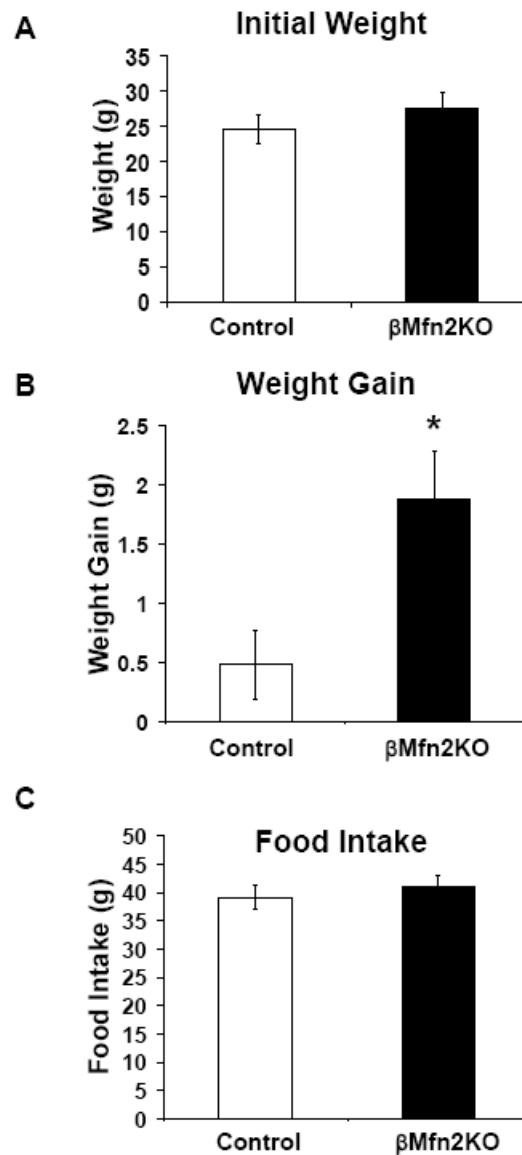 A
Initial Weight
Weight (g)
35
30
25
20
15
10
5
0
Control βMfn2KO
B
Weight Gain
Weight Gain (g)
2.5
2
1.5
1
0.5
0
*
Control βMfn2KO
C
Food Intake
Food Intake (g)
50
45
40
35
30
25
20
15
10
5
0
Control βMfn2KO